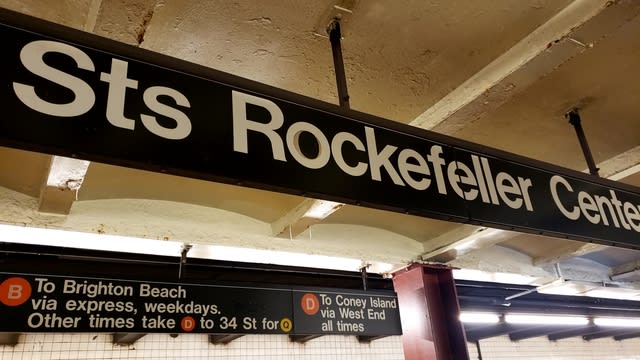 Sts Rockefeller Center
B To Brighton Beach
via express, weekdays.
Other times take D to 34 St for Q
D To Coney Island
via West End
all times